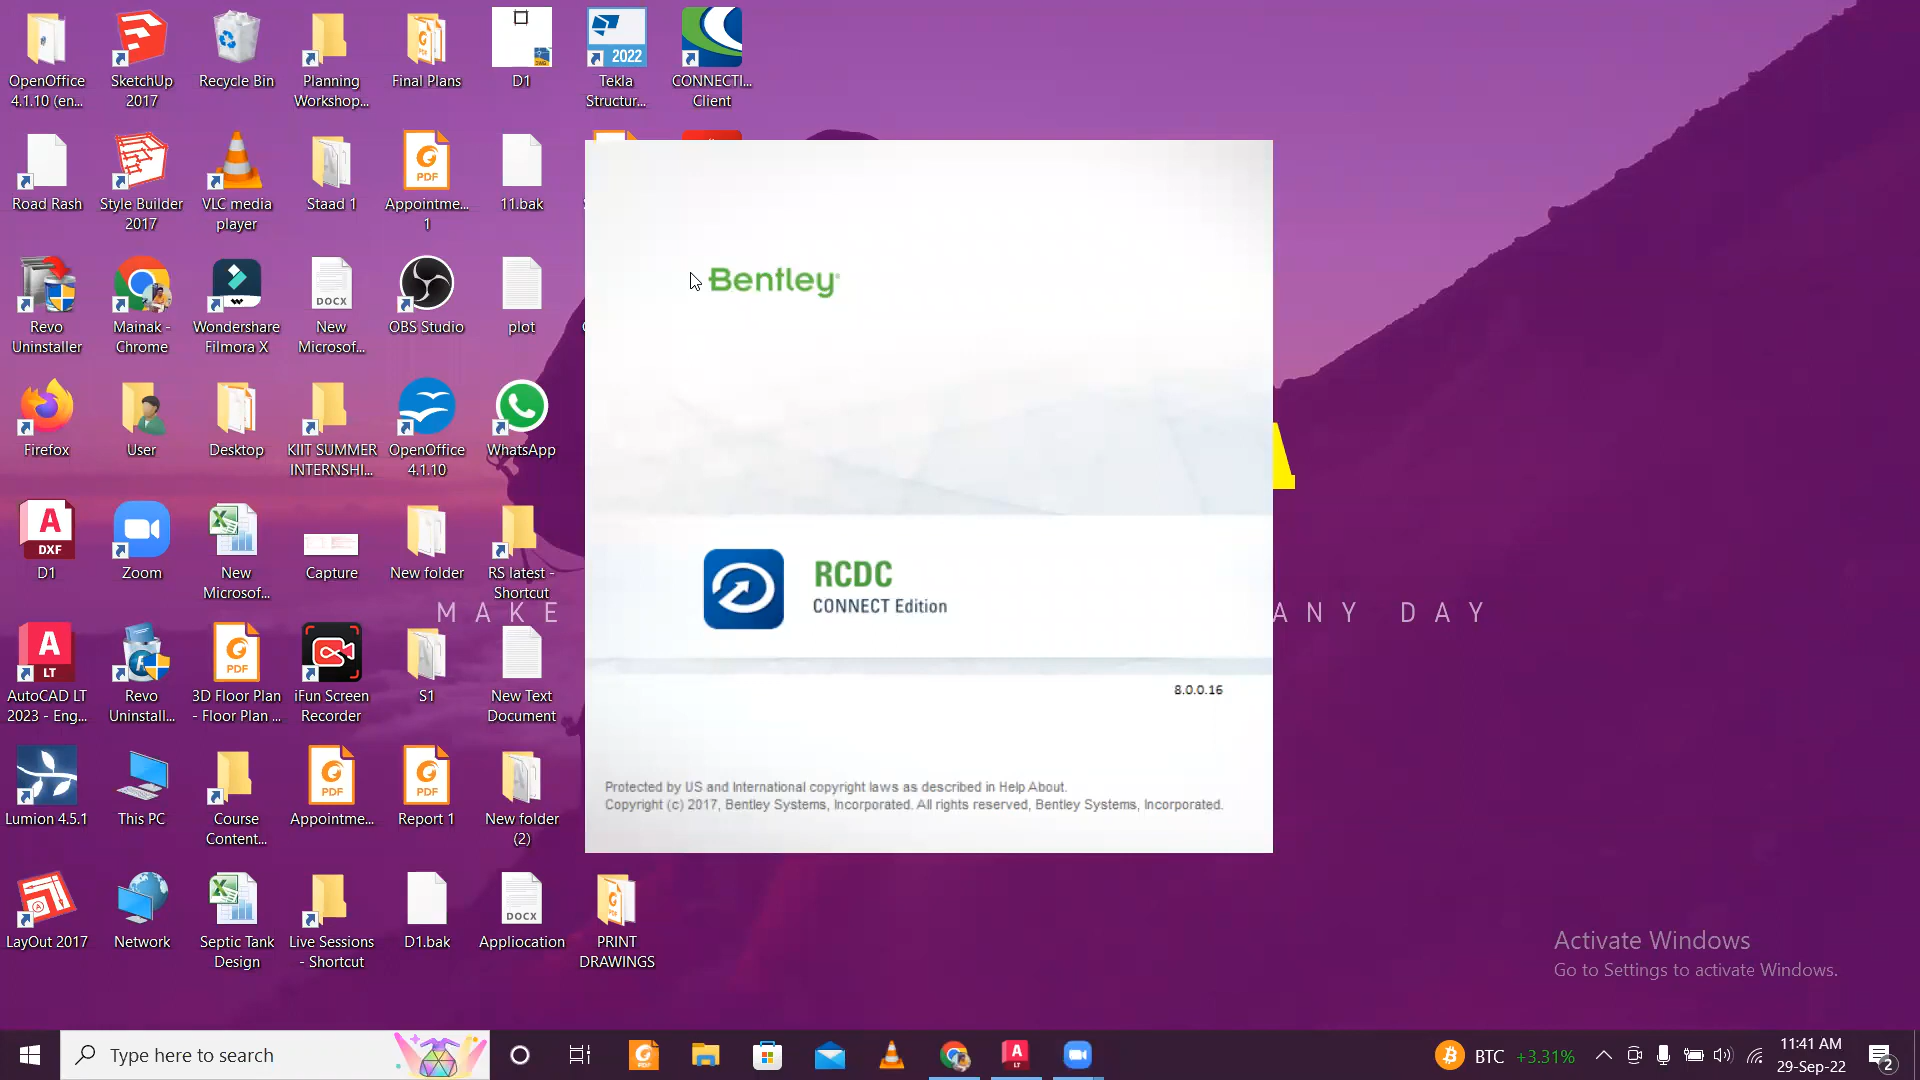 OpenOffice
4.1.10 (en...
SketchUp
2017
Recycle Bin
Planning
Workshop...
Final Plans
D1
DWG
2022
Tekla
Structur...
CONNECTI...
Client
Road Rash
Style Builder
2017
VLC media
player
Staad 1
PDF
Appointme...
1
11.bak
Revo
Uninstaller
Mainak -
Chrome
Wondershare
Filmora X
DOCX
New
Microsof...
OBS Studio
plot
Bentley
Firefox
User
Desktop
KIIT SUMMER
INTERNSHI...
OpenOffice
4.1.10
WhatsApp
A
DXF
D1
Zoom
New
Microsof...
Capture
New folder
RS latest -
Shortcut
RCDC
CONNECT Edition
MAKE
ANY DAY
A
LT
AutoCAD LT
2023 - Eng...
Revo
Uninstall...
PDF
3D Floor Plan
- Floor Plan ...
iFun Screen
Recorder
S1
New Text
Document
8.0.0.16
Lumion 4.5.1
This PC
Course
Content...
PDF
Appointme...
PDF
Report 1
New folder
(2)
Protected by US and International copyright laws as described in Help About.
Copyright (c) 2017, Bentley Systems, Incorporated. All rights reserved, Bentley Systems, Incorporated.
LayOut 2017
Network
Septic Tank
Design
Live Sessions
- Shortcut
D1.bak
DOCX
Appliocation
PRINT
DRAWINGS
Activate Windows
Go to Settings to activate Windows.
Type here to search
PDF
A
LT
BTC +3.31%
11:41 AM
29-Sep-22
2